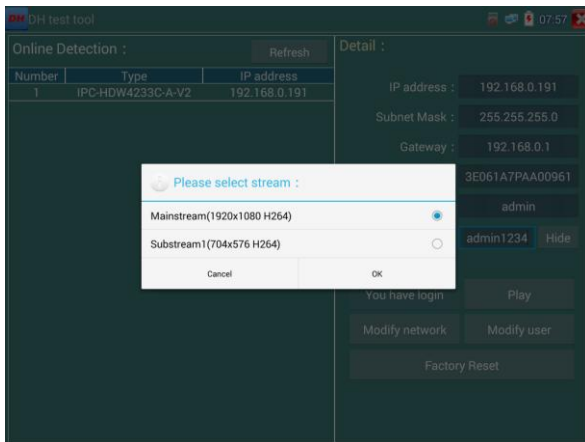 DH DH test tool 07:57
Online Detection : Refresh
Number Type IP address
1 IPC-HDW4233C-A-V2 192.168.0.191
Detail :
IP address : 192.168.0.191
Subnet Mask : 255.255.255.0
Gateway : 192.168.0.1
3E061A7PAA00961
admin
admin1234 Hide
You have login Play
Modify network Modify user
Factory Reset
Please select stream :
Mainstream(1920x1080 H264)
Substream1(704x576 H264)
Cancel OK